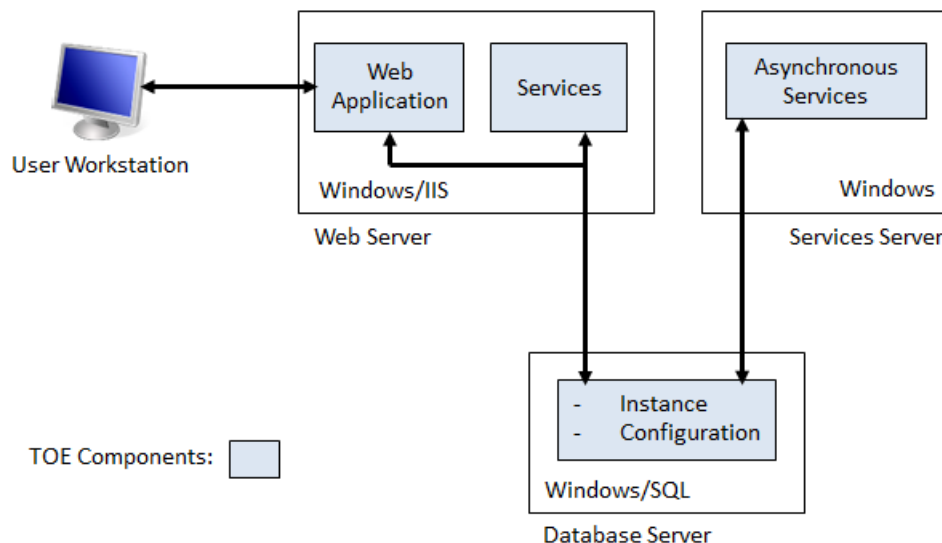 Web
Application
Services
Asynchronous
Services
User Workstation
Windows/IIS
Windows
Web Server
Services Server
- Instance
- Configuration
TOE Components:
Windows/SQL
Database Server